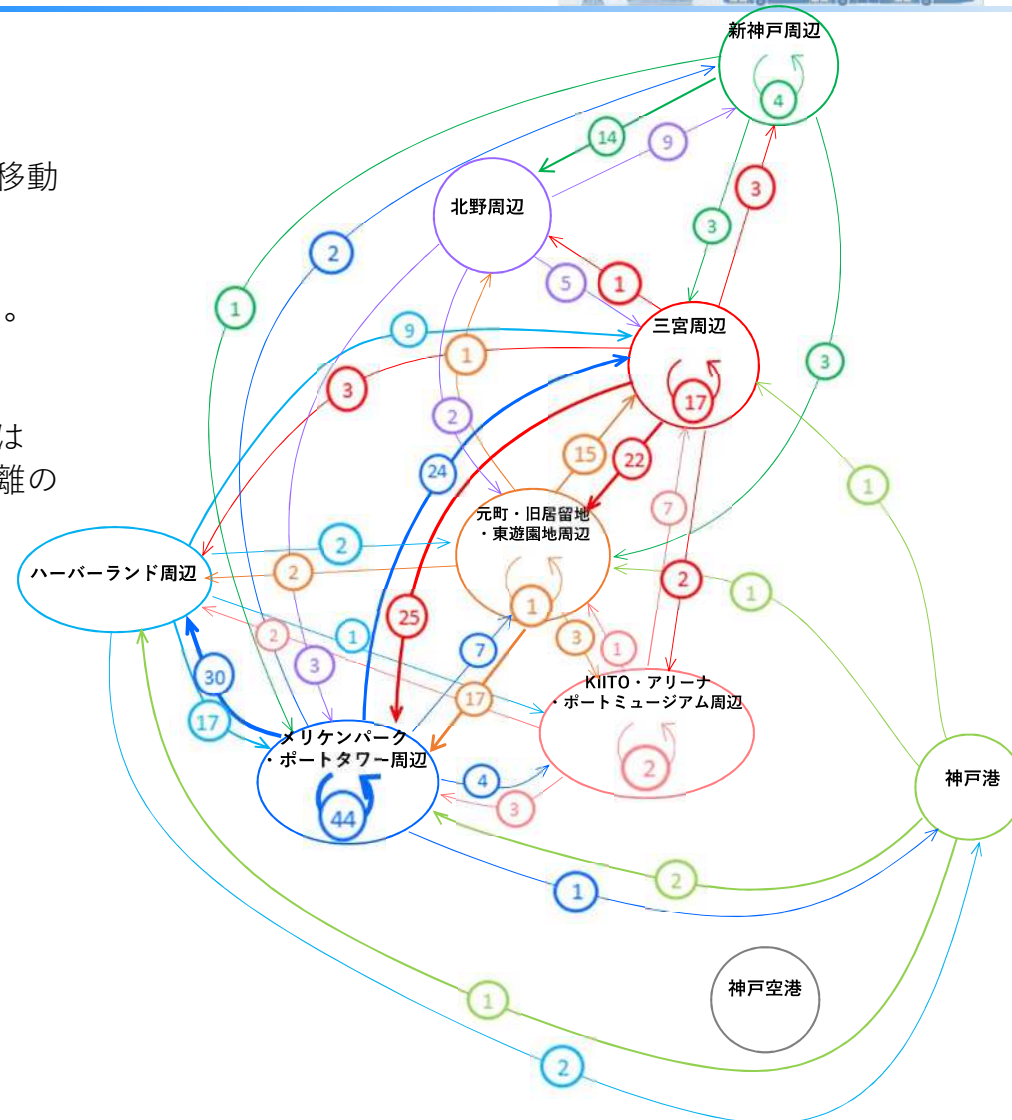 新神戸周辺
4
移動
14
9
北野周辺
3
3
2
5
1
1
。
三宮周辺
9
1
3
3
17
は
2
離の
24
15
22
1
7
元町・旧居留地
・東遊園地周辺
2
ハーバーランド周辺
2
2
1
1
25
3
2
1
7
1
3
30
KIITO・アリーナ
・ポートミュージアム周辺
17
17
メリケンパーク
・ポートタワー周辺
2
44
4
3
神戸港
2
1
神戸空港
1
2